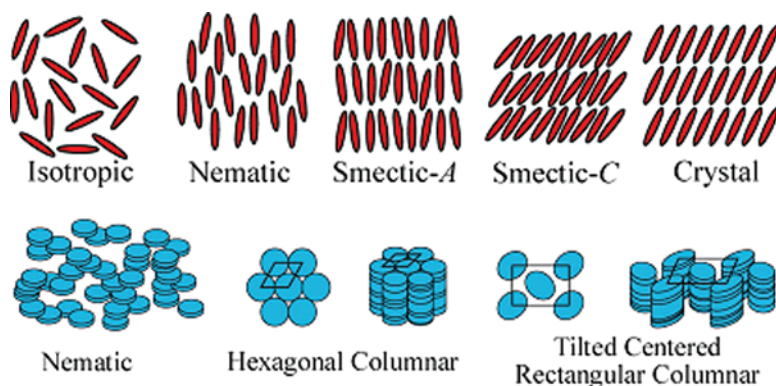 Isotropic Nematic Smectic-A Smectic-C Crystal
Nematic Hexagonal Columnar Tilted Centered
Rectangular Columnar